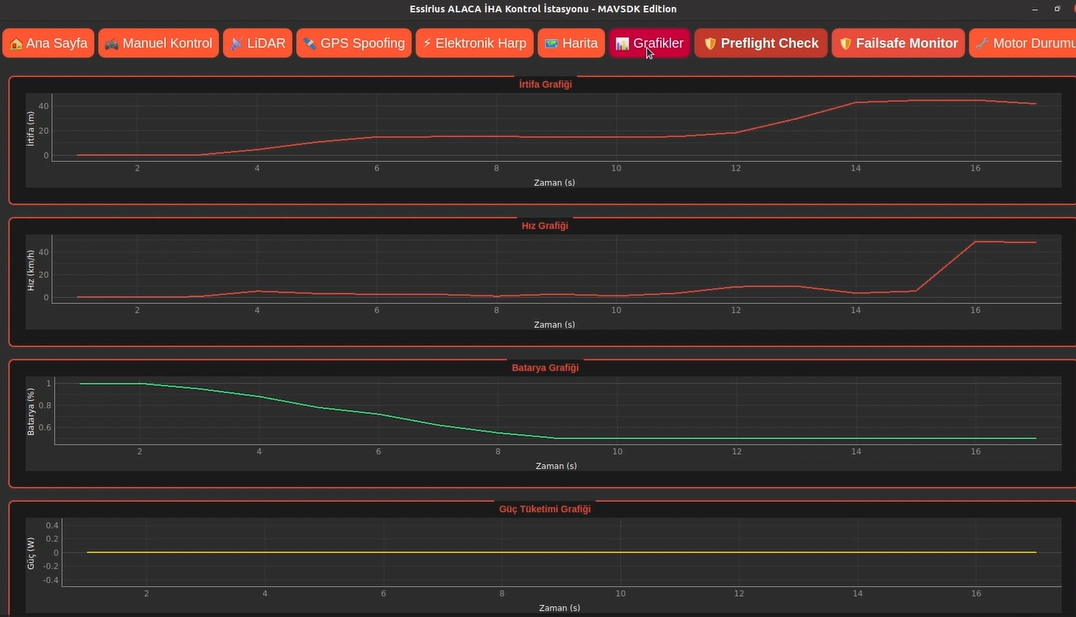 Essirius ALACA İHA Kontrol İstasyonu - MAVSDK Edition
Ana Sayfa
Manuel Kontrol
LiDAR
GPS Spoofing
Elektronik Harp
Harita
Grafikler
Preflight Check
Failsafe Monitor
Motor Durumu
İrtifa Grafiği
İrtifa (m)
40
20
0
2 4 6 8 10 12 14 16
Zaman (s)
Hız Grafiği
Hız (km/h)
40
20
0
2 4 6 8 10 12 14 16
Zaman (s)
Batarya Grafiği
Batarya (%)
1
0.8
0.6
2 4 6 8 10 12 14 16
Zaman (s)
Güç Tüketimi Grafiği
Güç (W)
0.4
0.2
0
-0.2
-0.4
2 4 6 8 10 12 14 16
Zaman (s)